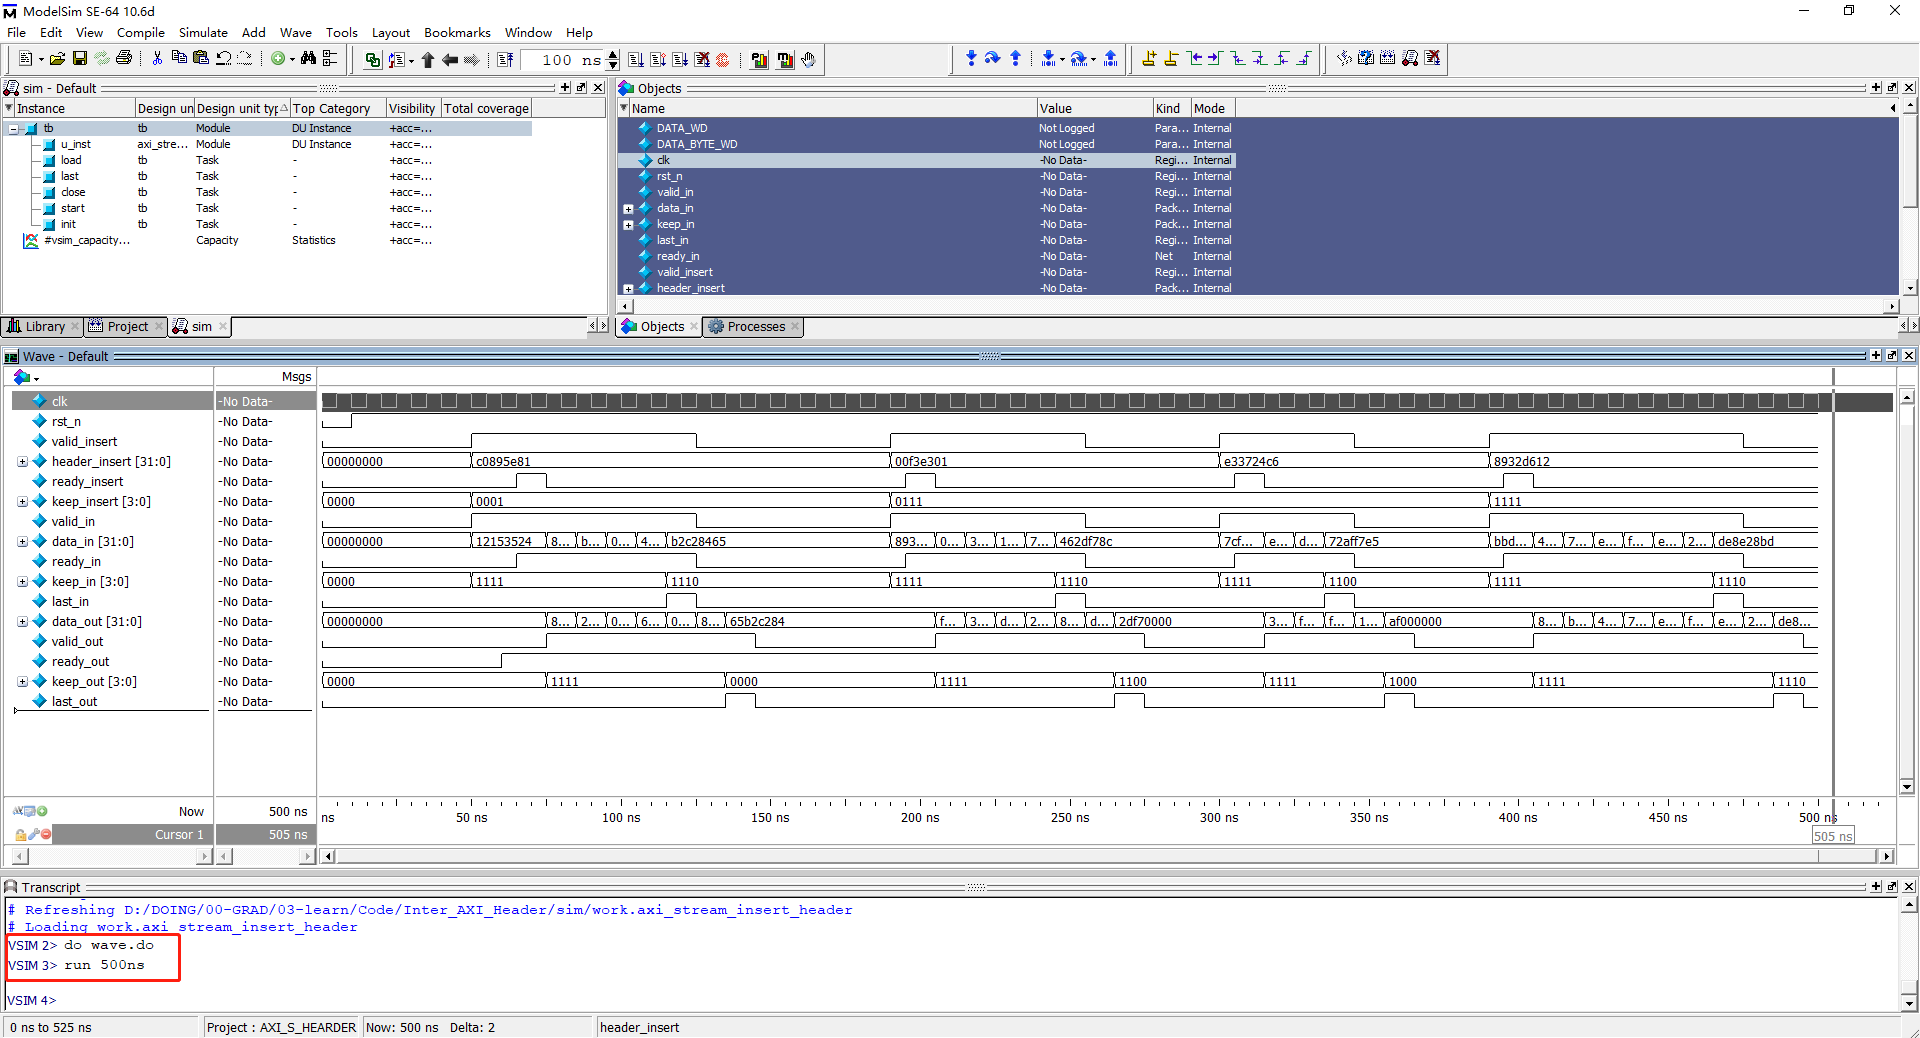 ModelSim SE-64 10.6d
File Edit View Compile Simulate Add Wave Tools Layout Bookmarks Window Help
100 ns
sim - Default
Instance Design un Design unit typ Top Category Visibility Total coverage
tb tb Module DU Instance +acc=...
u_inst axi_stre... Module DU Instance +acc=...
load tb Task - +acc=...
last tb Task - +acc=...
close tb Task - +acc=...
start tb Task - +acc=...
init tb Task - +acc=...
#vsim_capacity... Capacity Statistics +acc=...
Library Project sim
Objects
Name Value Kind Mode
DATA_WD Not Logged Para... Internal
DATA_BYTE_WD Not Logged Para... Internal
clk -No Data- Regi... Internal
rst_n -No Data- Regi... Internal
valid_in -No Data- Regi... Internal
data_in -No Data- Pack... Internal
keep_in -No Data- Pack... Internal
last_in -No Data- Regi... Internal
ready_in -No Data- Net Internal
valid_insert -No Data- Regi... Internal
header_insert -No Data- Pack... Internal
Objects Processes
Wave - Default
Msgs
clk -No Data-
rst_n -No Data-
valid_insert -No Data-
header_insert [31:0] -No Data- 00000000 c0895e81 00f3e301 e33724c6 8932d612
ready_insert -No Data-
keep_insert [3:0] -No Data- 0000 0001 0111 1111
valid_in -No Data-
data_in [31:0] -No Data- 00000000 12153524 8... b... 0... 4... b2c28465 893... 0... 3... 1... 7... 462df78c 7cf... e... d... 72aff7e5 bbd... 4... 7... e... f... e... 2... de8e28bd
ready_in -No Data-
keep_in [3:0] -No Data- 0000 1111 1110 1111 1110 1111 1100 1111 1110
last_in -No Data-
data_out [31:0] -No Data- 00000000 8... 2... 0... 6... 0... 8... 65b2c284 f... 3... d... 2... 8... d... 2df70000 3... f... f... 1... af000000 8... b... 4... 7... e... f... e... 2... de8...
valid_out -No Data-
ready_out -No Data-
keep_out [3:0] -No Data- 0000 1111 0000 1111 1100 1111 1000 1111 1110
last_out -No Data-
Now 500 ns
ns 50 ns 100 ns 150 ns 200 ns 250 ns 300 ns 350 ns 400 ns 450 ns 500 ns
Cursor 1 505 ns
505 ns
Transcript
# Refreshing D:/DOING/00-GRAD/03-learn/Code/Inter_AXI_Header/sim/work.axi_stream_insert_header
# Loading work.axi_stream_insert_header
VSIM 2> do wave.do
VSIM 3> run 500ns
VSIM 4>
0 ns to 525 ns Project : AXI_S_HEARDER Now: 500 ns Delta: 2 header_insert